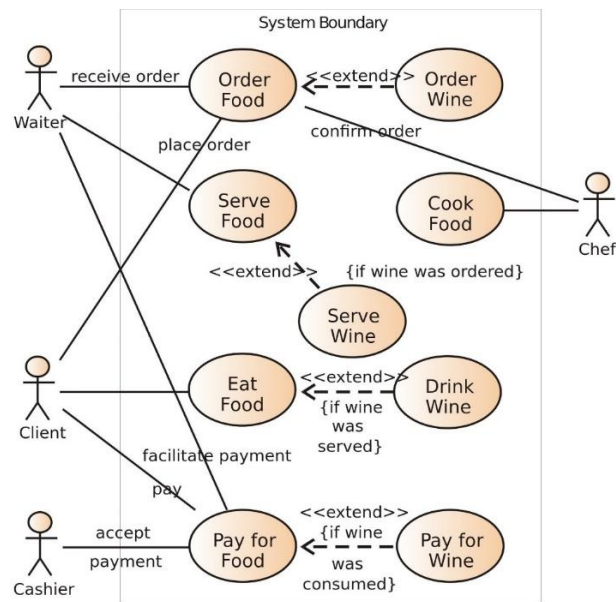 System Boundary
receive order
Order
Food
<<extend>>
Order
Wine
Waiter
place order
confirm order
Serve
Food
Cook
Food
Chef
<<extend>>
{if wine was ordered}
Serve
Wine
Eat
Food
<<extend>>
{if wine
was
served}
Drink
Wine
Client
facilitate payment
pay
accept
payment
Pay for
Food
<<extend>>
{if wine
was
consumed}
Pay for
Wine
Cashier